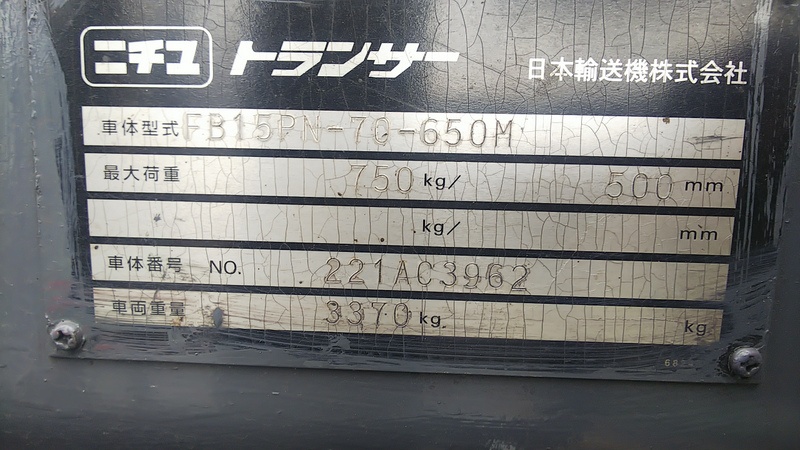 ニチユ トランサー 日本輸送機株式会社
車体型式 FB15PN-70-650M
最大荷重 750 kg/ 500 mm
kg/ mm
車体番号 NO. 221AC3962
車両重量 3370 kg kg